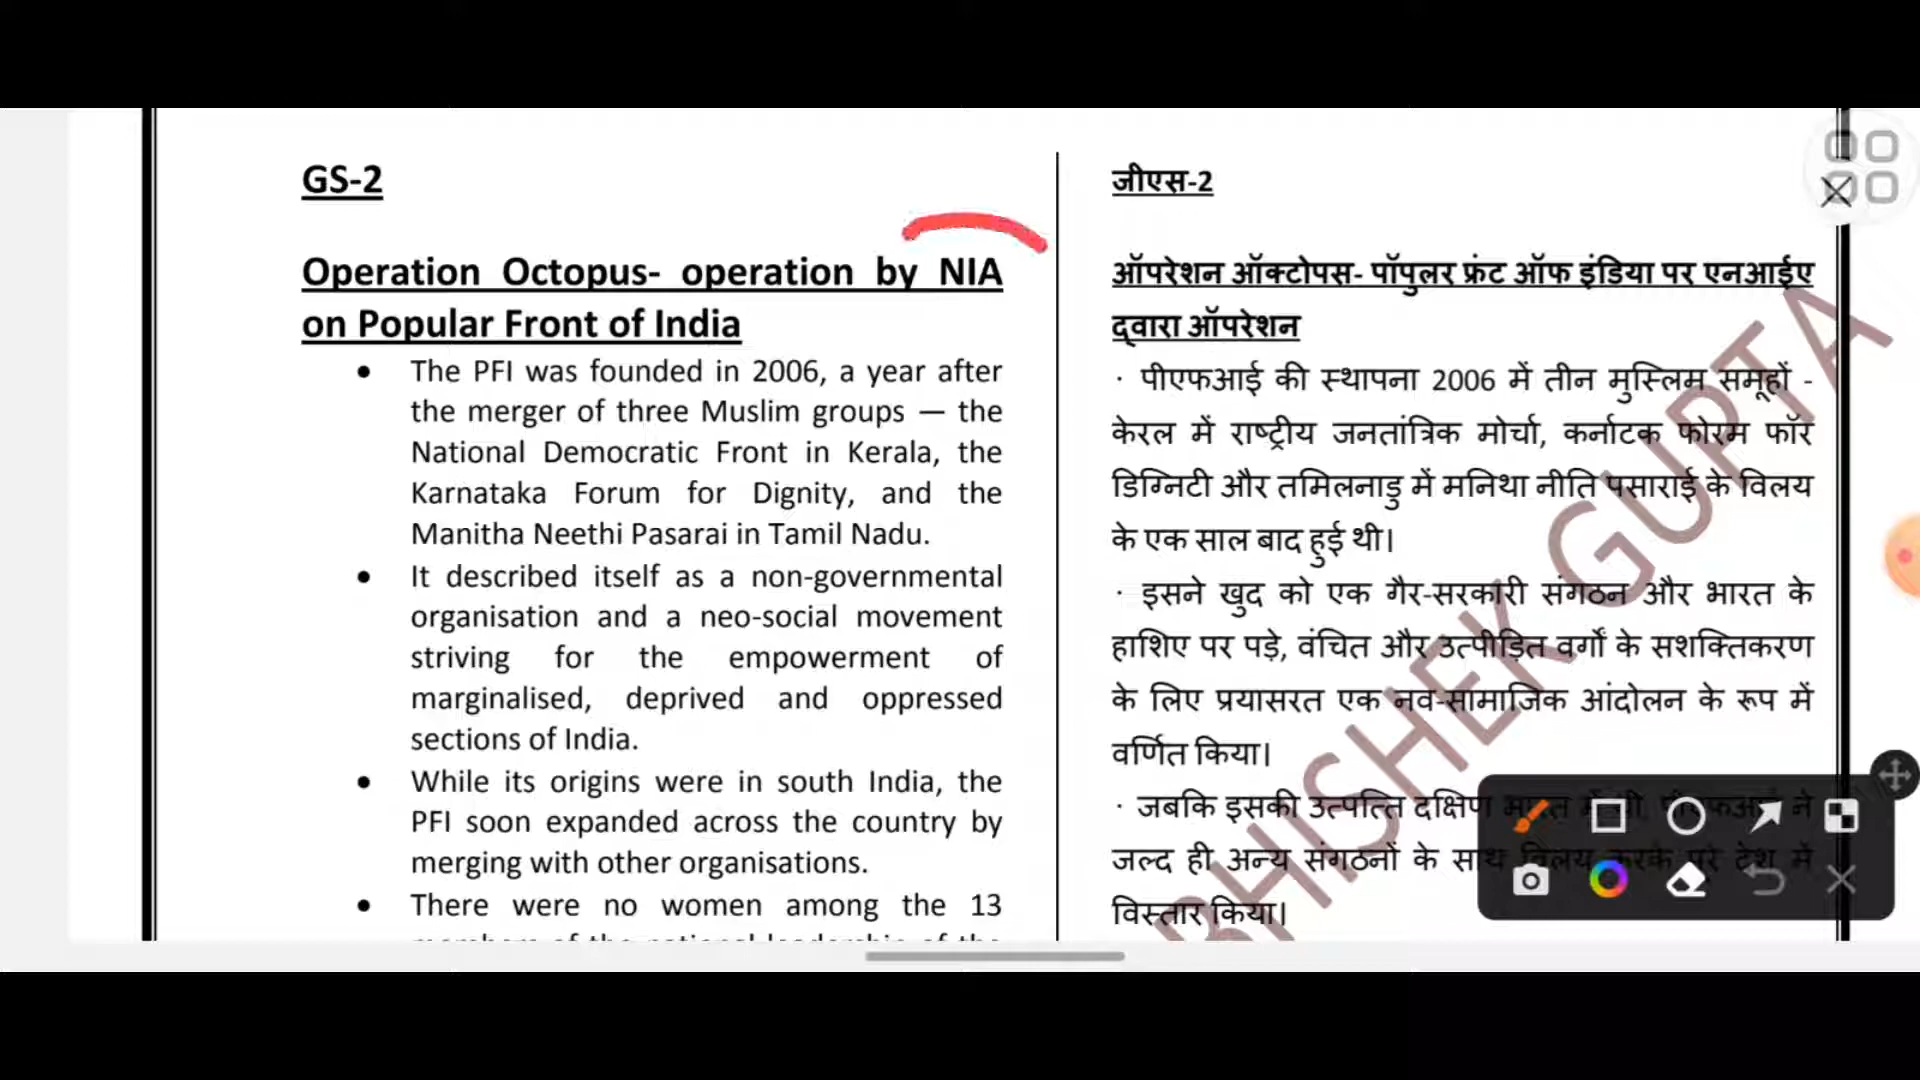 GS-2
Operation Octopus- operation by NIA
on Popular Front of India
• The PFI was founded in 2006, a year after
the merger of three Muslim groups — the
National Democratic Front in Kerala, the
Karnataka Forum for Dignity, and the
Manitha Neethi Pasarai in Tamil Nadu.
• It described itself as a non-governmental
organisation and a neo-social movement
striving for the empowerment of
marginalised, deprived and oppressed
sections of India.
• While its origins were in south India, the
PFI soon expanded across the country by
merging with other organisations.
• There were no women among the 13
जीएस-2
ऑपरेशन ऑक्टोपस- पॉपुलर फ्रंट ऑफ इंडिया पर एनआईए
द्वारा ऑपरेशन
· पीएफआई की स्थापना 2006 में तीन मुस्लिम समूहों -
केरल में राष्ट्रीय जनतांत्रिक मोर्चा, कर्नाटक फोरम फॉर
डिग्निटी और तमिलनाडु में मनिथा नीति पसाराई के विलय
के एक साल बाद हुई थी।
· इसने खुद को एक गैर-सरकारी संगठन और भारत के
हाशिए पर पड़े, वंचित और उत्पीड़ित वर्गों के सशक्तिकरण
के लिए प्रयासरत एक नव-सामाजिक आंदोलन के रूप में
वर्णित किया।
· जबकि इसकी उत्पत्ति दक्षिण भारत में थी, पीएफआई ने
जल्द ही अन्य संगठनों के साथ विलय करके पूरे देश में
विस्तार किया।
BHISHEK GUPTA